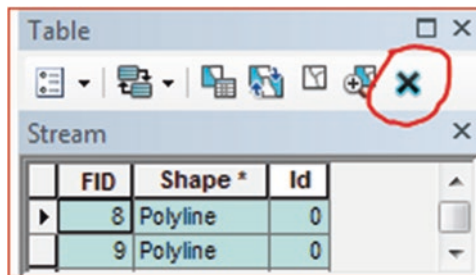 Table
Stream
FID Shape * Id
8 Polyline 0
9 Polyline 0